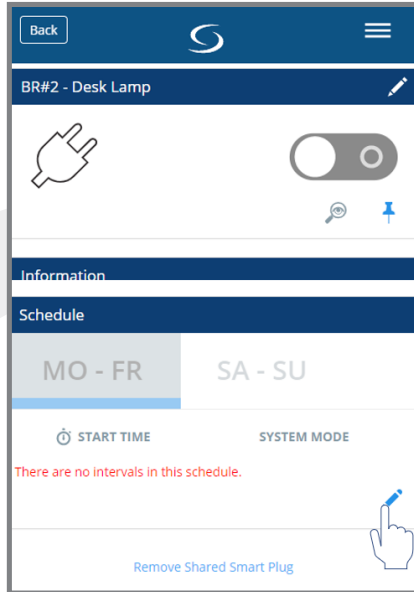 Back
BR#2 - Desk Lamp
Information
Schedule
MO - FR
SA - SU
START TIME
SYSTEM MODE
There are no intervals in this schedule.
Remove Shared Smart Plug